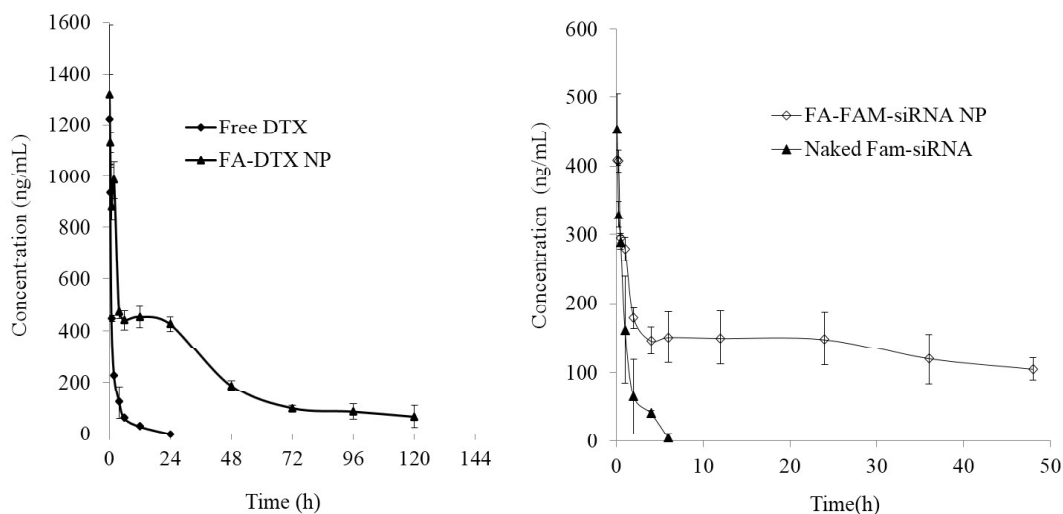 1600
1400
1200
1000
800
600
400
200
0
Concentration (ng/mL)
Free DTX
FA-DTX NP
0 24 48 72 96 120 144
Time (h)
600
500
400
300
200
100
0
Concentration (ng/mL)
FA-FAM-siRNA NP
Naked Fam-siRNA
0 10 20 30 40 50
Time(h)